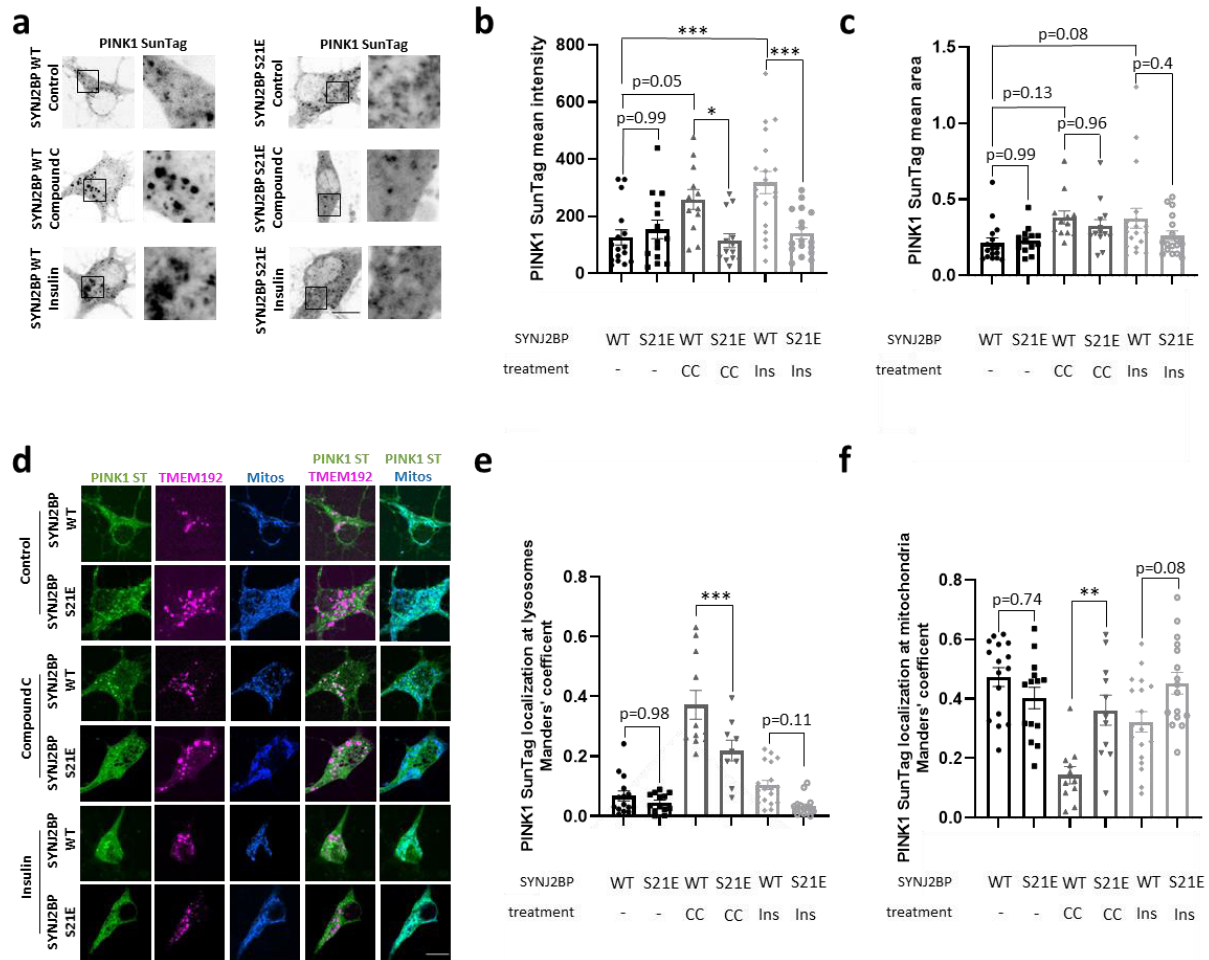 a
PINK1 SunTag
PINK1 SunTag
SYNJ2BP WT
Control
SYNJ2BP S21E
Control
SYNJ2BP WT
Compound C
SYNJ2BP S21E
Compound C
SYNJ2BP WT
Insulin
SYNJ2BP S21E
Insulin
b
PINK1 SunTag mean intensity
800
600
400
200
0
***
***
p=0.05
*
p=0.99
SYNJ2BP WT S21E WT S21E WT S21E
treatment - - CC CC Ins Ins
c
PINK1 SunTag mean area
1.5
1.0
0.5
0.0
p=0.08
p=0.4
p=0.13
p=0.96
p=0.99
SYNJ2BP WT S21E WT S21E WT S21E
treatment - - CC CC Ins Ins
d
PINK1 ST TMEM192 Mitos PINK1 ST TMEM192 PINK1 ST Mitos
Control
SYNJ2BP WT
SYNJ2BP S21E
Compound C
SYNJ2BP WT
SYNJ2BP S21E
Insulin
SYNJ2BP WT
SYNJ2BP S21E
e
PINK1 SunTag localization at lysosomes
Manders' coefficent
0.8
0.6
0.4
0.2
0.0
***
p=0.98
p=0.11
SYNJ2BP WT S21E WT S21E WT S21E
treatment - - CC CC Ins Ins
f
PINK1 SunTag localization at mitochondria
Manders' coefficent
0.8
0.6
0.4
0.2
0.0
p=0.74
**
p=0.08
SYNJ2BP WT S21E WT S21E WT S21E
treatment - - CC CC Ins Ins